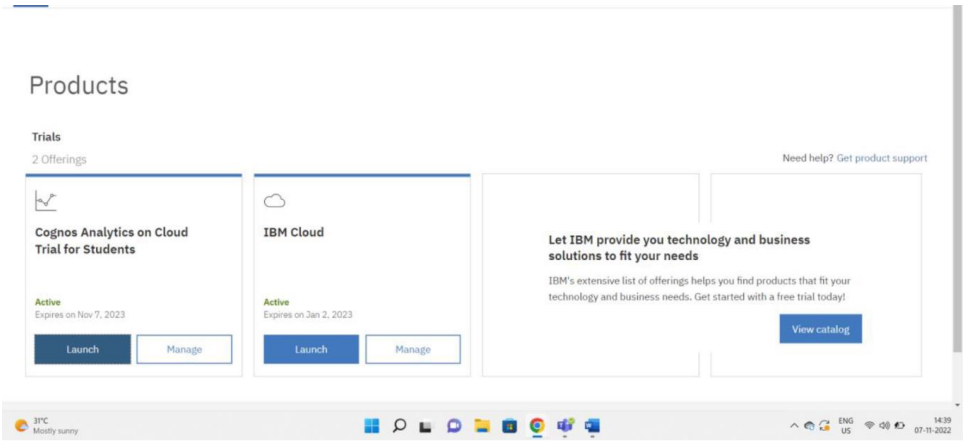 Products
Trials
2 Offerings
Need help? Get product support
Cognos Analytics on Cloud
Trial for Students
Active
Expires on Nov 7, 2023
Launch
Manage
IBM Cloud
Active
Expires on Jan 2, 2023
Launch
Manage
Let IBM provide you technology and business
solutions to fit your needs
IBM's extensive list of offerings helps you find products that fit your
technology and business needs. Get started with a free trial today!
View catalog
31°C
Mostly sunny
ENG
US
14:39
07-11-2022